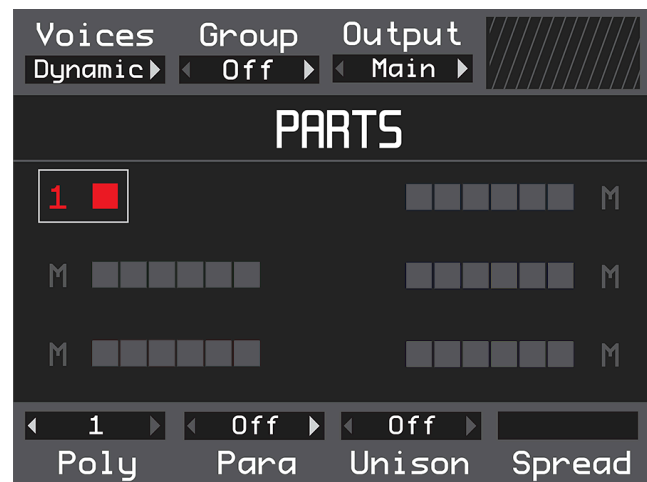 Voices Group Output
Dynamic Off Main
PARTS
1 M
M M
M M
1 Off Off
Poly Para Unison Spread